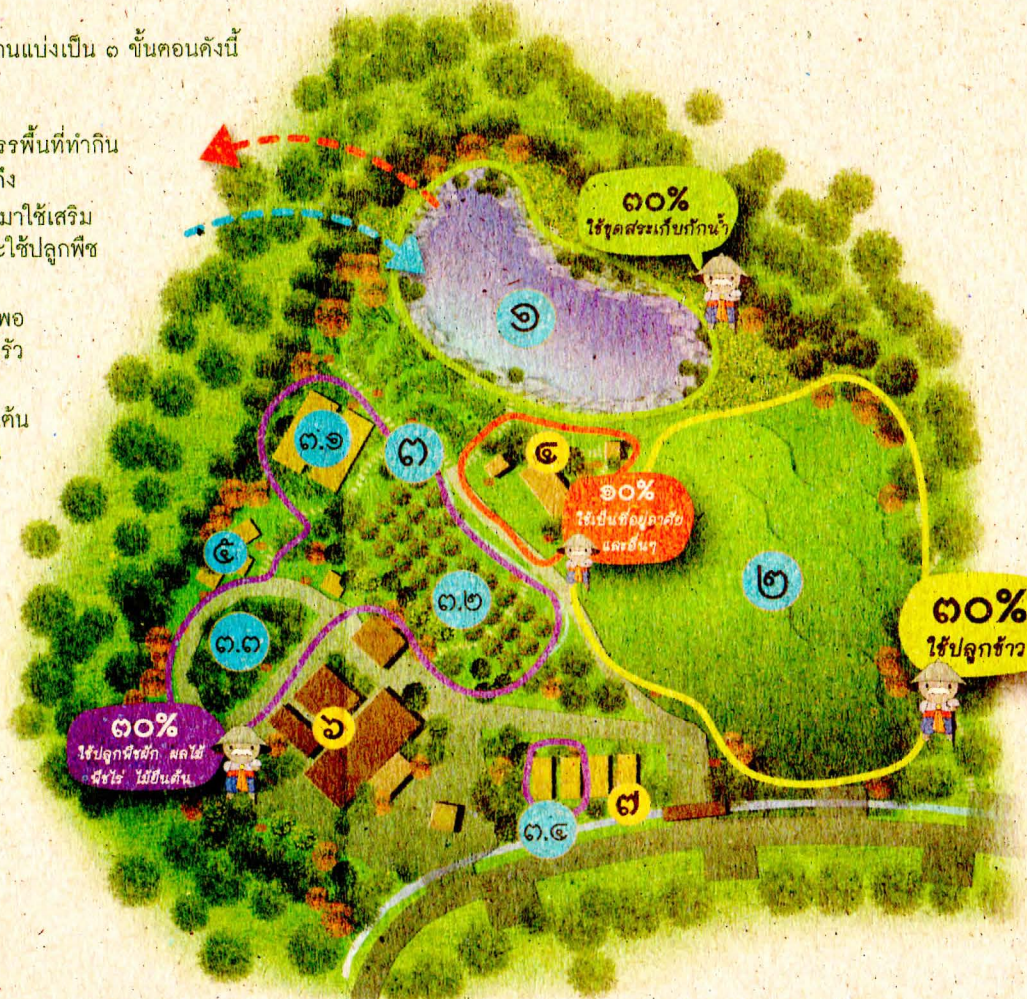 านแบ่งเป็น ๓ ขั้นตอนดังนี้
รรพื้นที่ทำกิน
มาใช้เสริม
ะใช้ปลูกพืช
พอ
รัว
ต้น
๓๐%
ใช้ขุดสระเก็บกักน้ำ
๑
๓.๑
๓
๔
๑๐%
ใช้เป็นที่อยู่อาศัย
และอื่นๆ
๒
๕
๓.๒
๓.๓
๓๐%
ใช้ปลูกข้าว
๓๐%
ใช้ปลูกพืชผัก ผลไม้
พืชไร่ ไม้ยืนต้น
๖
๗
๓.๔